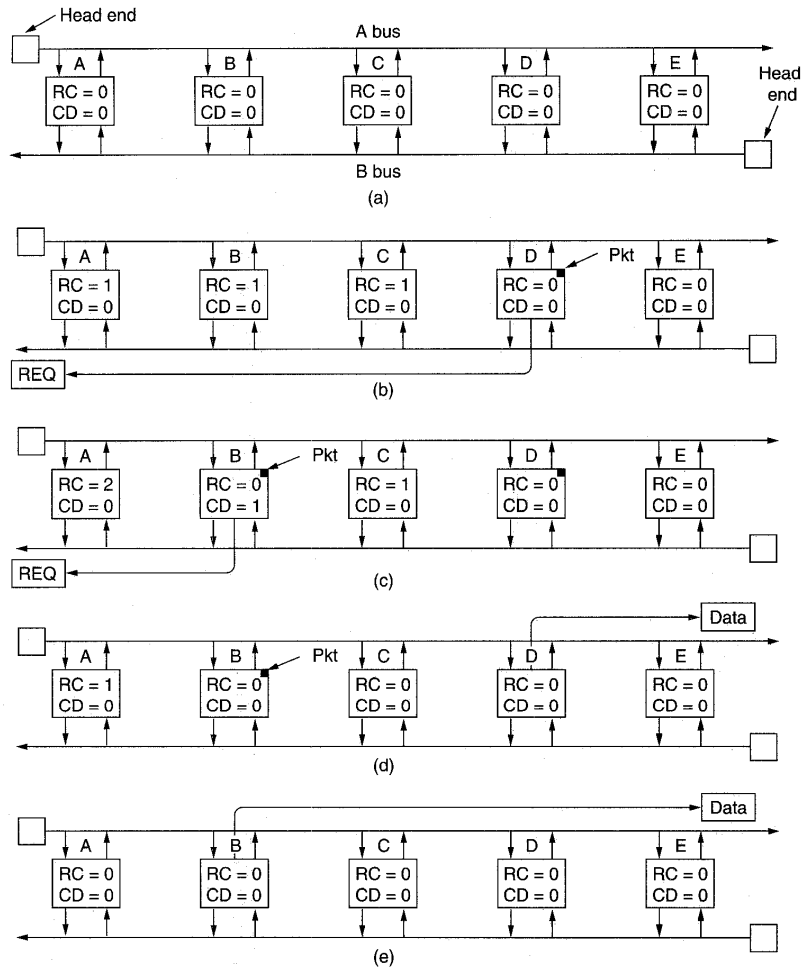 Head end
A bus
A B C D E
Head
end
RC = 0 RC = 0 RC = 0 RC = 0 RC = 0
CD = 0 CD = 0 CD = 0 CD = 0 CD = 0
B bus
(a)
A B C D Pkt E
RC = 1 RC = 1 RC = 1 RC = 0 RC = 0
CD = 0 CD = 0 CD = 0 CD = 0 CD = 0
REQ
(b)
A B Pkt C D E
RC = 2 RC = 0 RC = 1 RC = 0 RC = 0
CD = 0 CD = 1 CD = 0 CD = 0 CD = 0
REQ
(c)
Data
A B Pkt C D E
RC = 1 RC = 0 RC = 0 RC = 0 RC = 0
CD = 0 CD = 0 CD = 0 CD = 0 CD = 0
(d)
Data
A B C D E
RC = 0 RC = 0 RC = 0 RC = 0 RC = 0
CD = 0 CD = 0 CD = 0 CD = 0 CD = 0
(e)